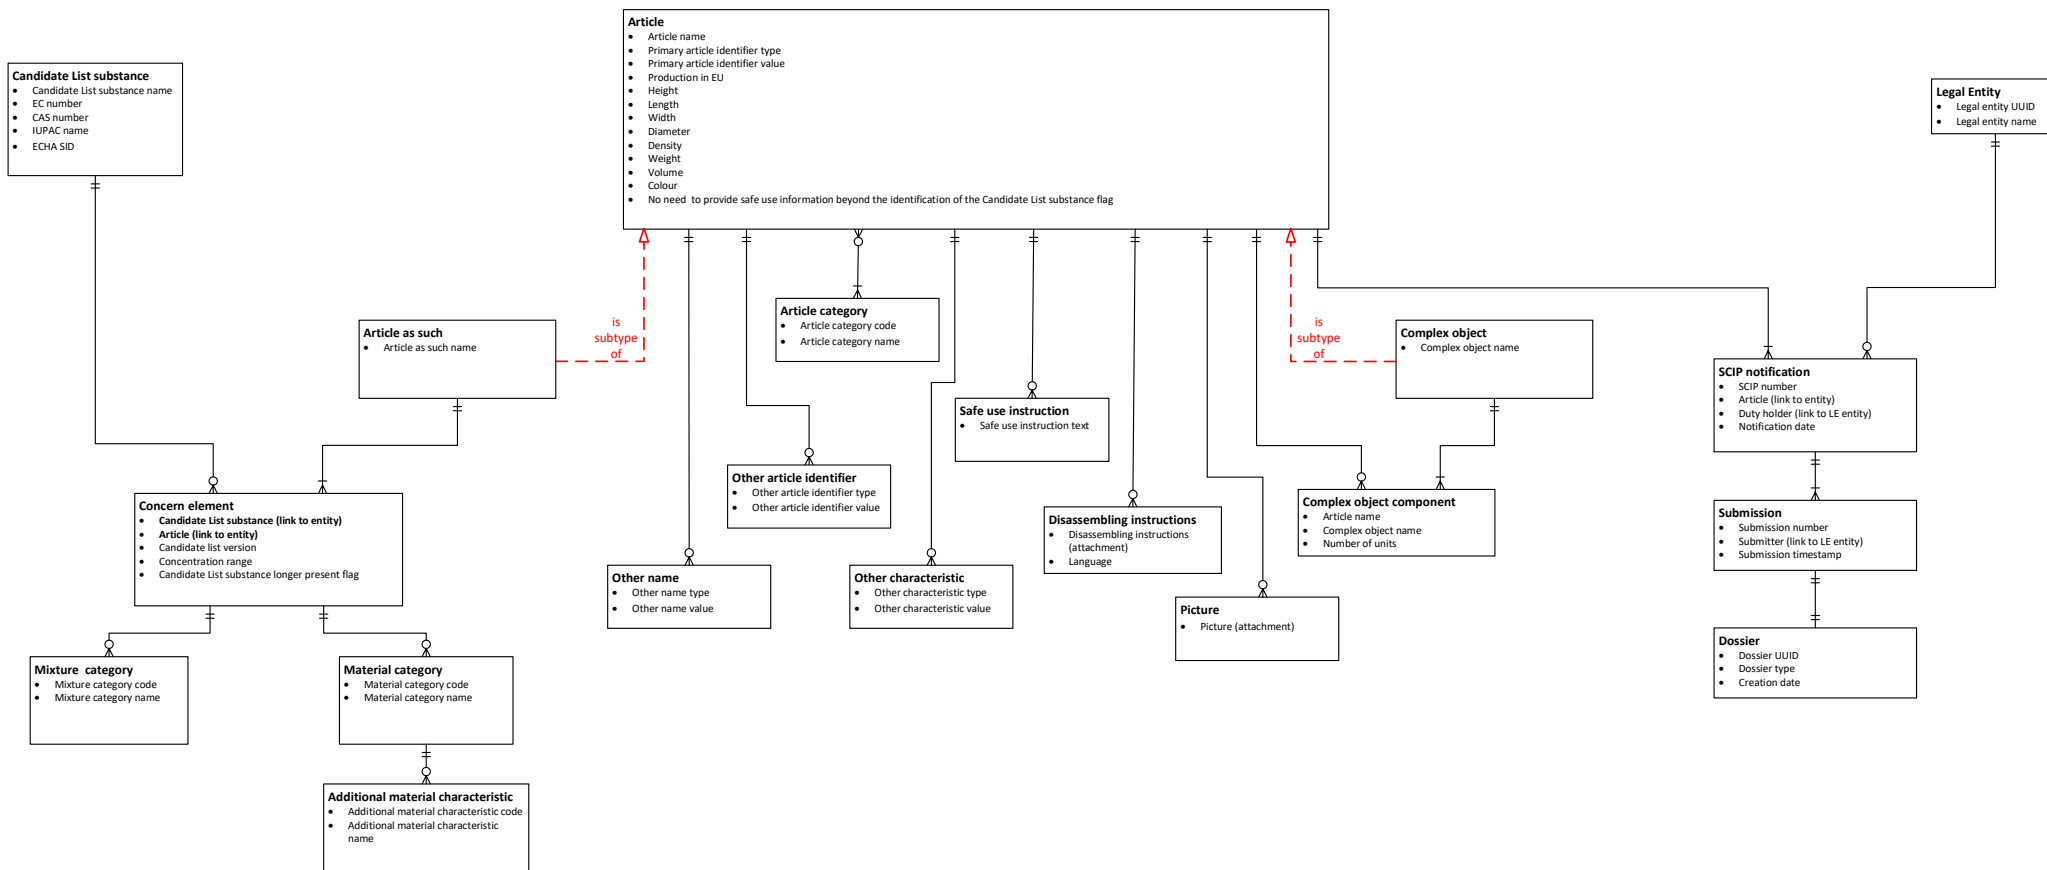 Article
Article name
Primary article identifier type
Primary article identifier value
Production in EU
Height
Length
Width
Diameter
Density
Weight
Volume
Colour
No need  to provide safe use information beyond the identification of the Candidate List substance flag
Candidate List substance
Candidate List substance name
EC number
CAS number
IUPAC name
ECHA SID
Legal Entity
Legal entity UUID
Legal entity name
Article as such
Article as such name
is
subtype
of
Article category
Article category code
Article category name
is
subtype
of
Complex object
Complex object name
SCIP notification
SCIP number
Article (link to entity)
Duty holder (link to LE entity)
Notification date
Safe use instruction
Safe use instruction text
Other article identifier
Other article identifier type
Other article identifier value
Concern element
Candidate List substance (link to entity)
Article (link to entity)
Candidate list version
Concentration range
Candidate List substance longer present flag
Disassembling instructions
Disassembling instructions
(attachment)
Language
Complex object component
Article name
Complex object name
Number of units
Submission
Submission number
Submitter (link to LE entity)
Submission timestamp
Other name
Other name type
Other name value
Other characteristic
Other characteristic type
Other characteristic value
Picture
Picture (attachment)
Dossier
Dossier UUID
Dossier type
Creation date
Mixture  category
Mixture category code
Mixture category name
Material category
Material category code
Material category name
Additional material characteristic
Additional material characteristic code
Additional material characteristic
name